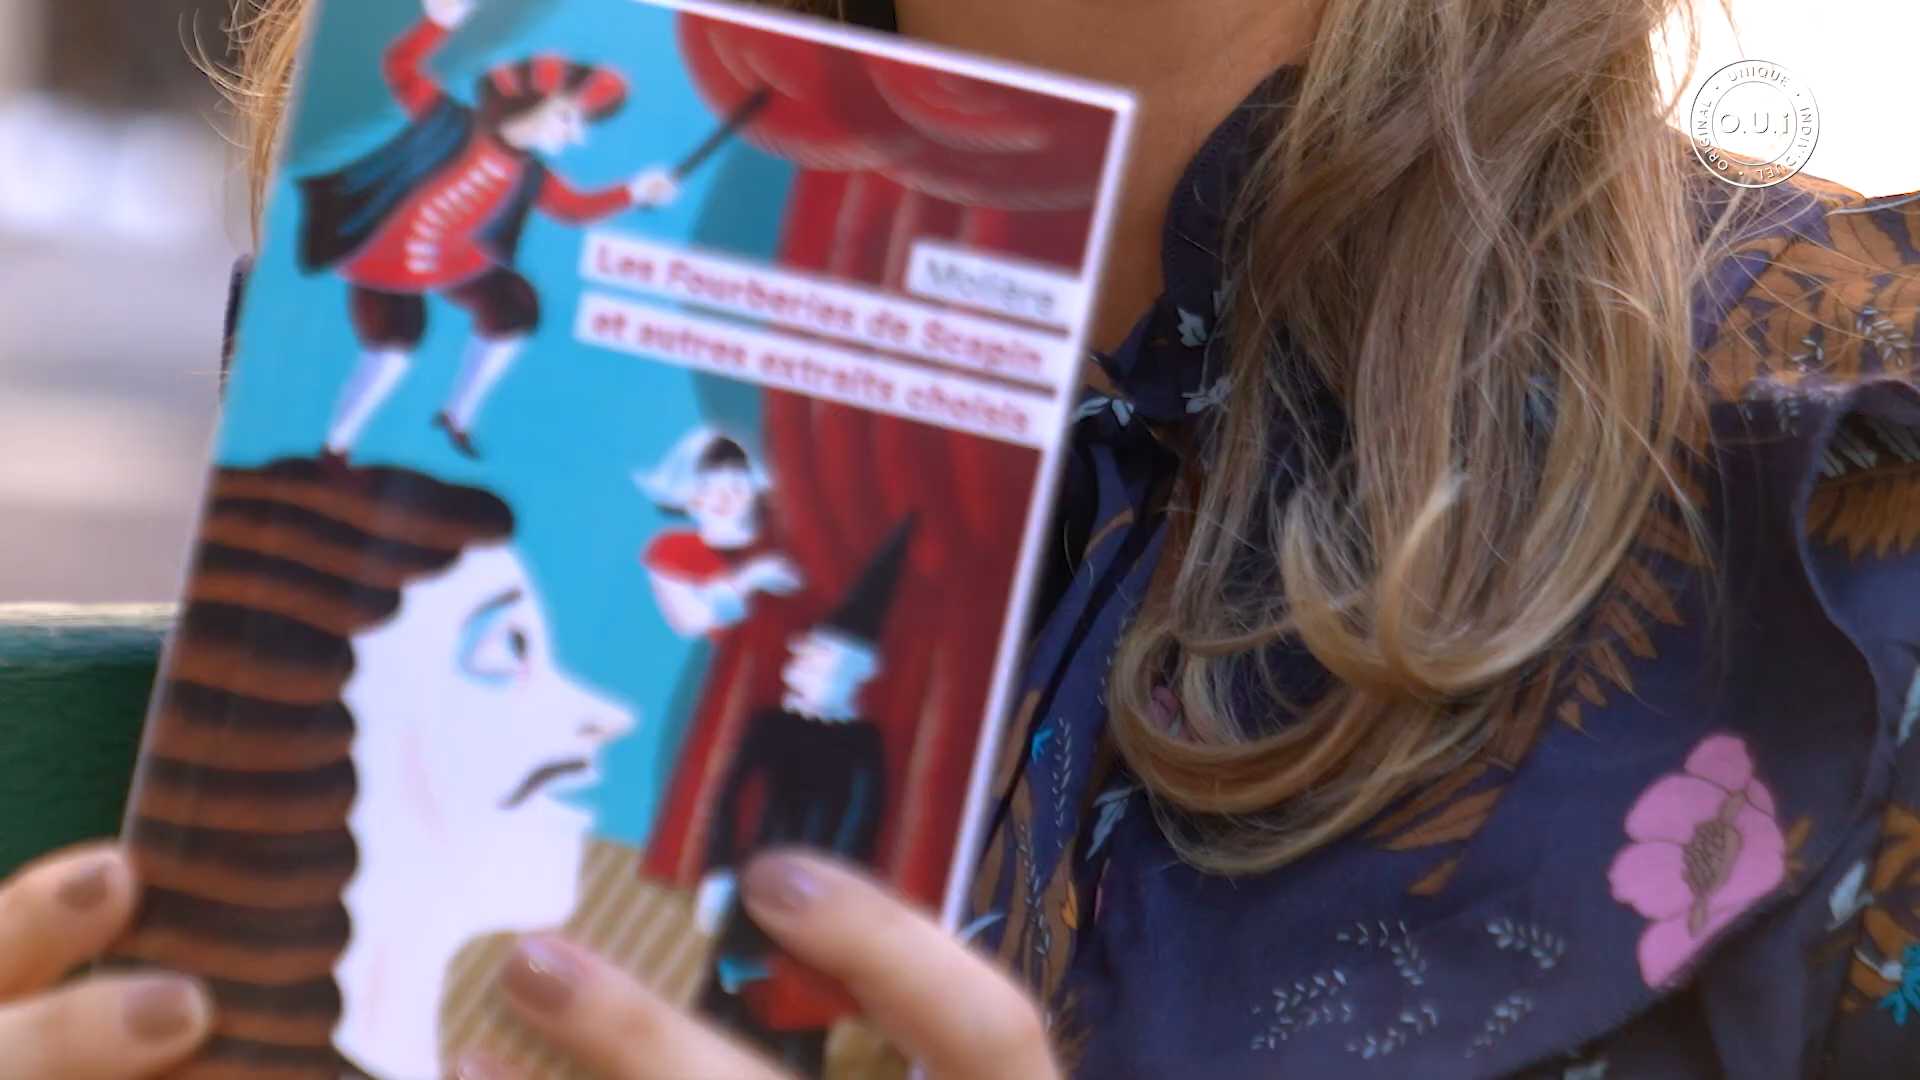 Molière
Les Fourberies de Scapin
et autres extraits choisis
O.U.i
UNIQUE · INDIVIDUEL · ORIGINAL ·